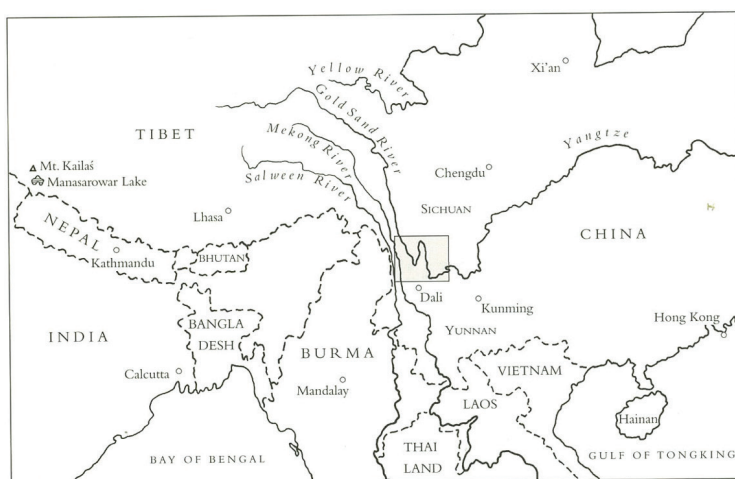 Yellow River
Xi'an
Gold Sand River
TIBET
Mekong River
Yangtze
Mt. Kailaś
Manasarowar Lake
Salween River
Chengdu
SICHUAN
Lhasa
NEPAL
CHINA
Kathmandu
BHUTAN
Dali
Kunming
Hong Kong
BANGLA
DESH
INDIA
YUNNAN
BURMA
VIETNAM
Calcutta
Mandalay
LAOS
Hainan
THAI
LAND
BAY OF BENGAL
GULF OF TONGKING